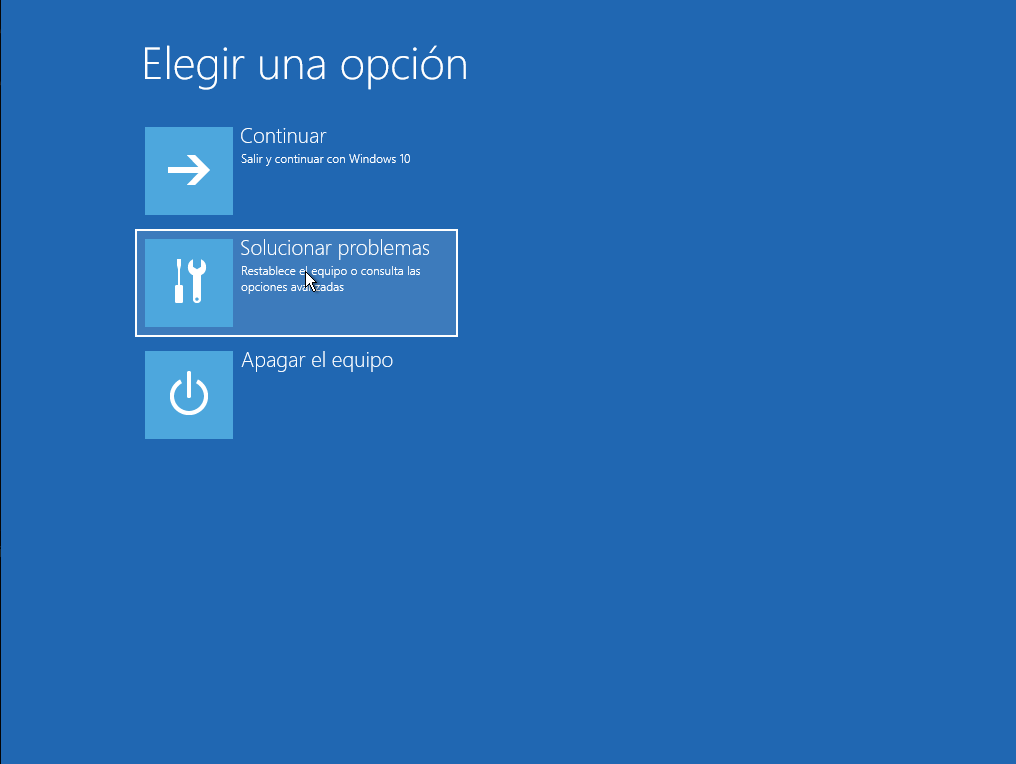 Elegir una opción
Continuar
Salir y continuar con Windows 10
Solucionar problemas
Restablece el equipo o consulta las
opciones avanzadas
Apagar el equipo